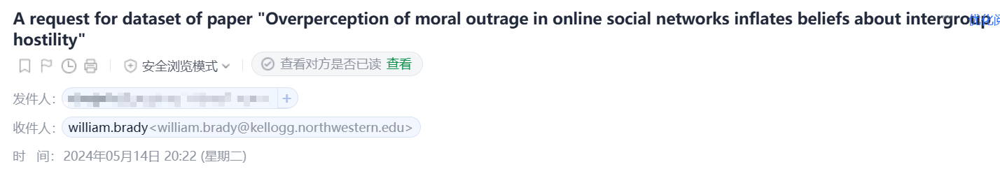 A request for dataset of paper "Overperception of moral outrage in online social networks inflates beliefs about intergroup
hostility"
安全浏览模式 查看对方是否已读 查看
发件人:
收件人: william.brady<william.brady@kellogg.northwestern.edu>
时 间: 2024年05月14日 20:22 (星期二)